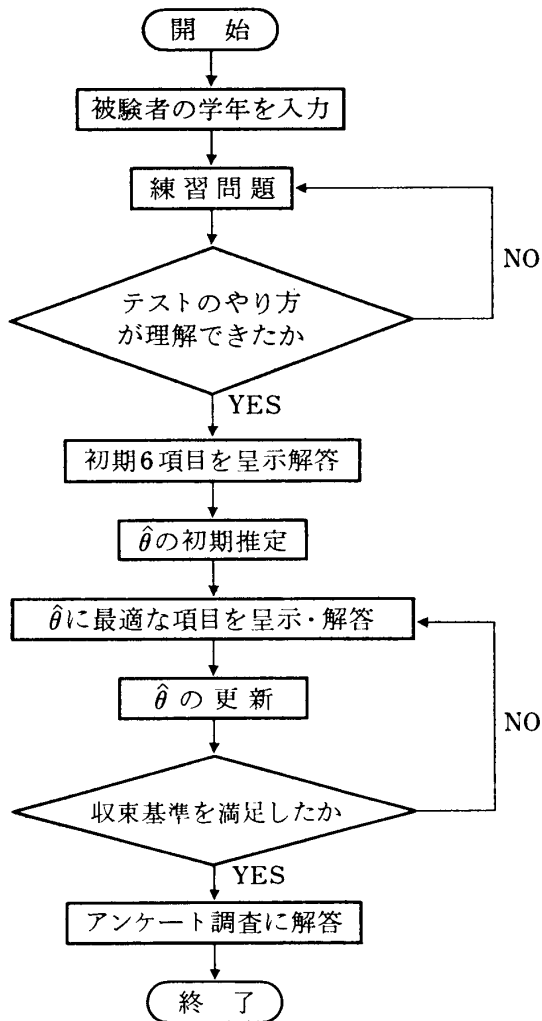 開 始
被験者の学年を入力
練習問題
NO
テストのやり方
が理解できたか
YES
初期6項目を呈示解答
θ̂の初期推定
θ̂に最適な項目を呈示・解答
θ̂の更新
NO
収束基準を満足したか
YES
アンケート調査に解答
終 了